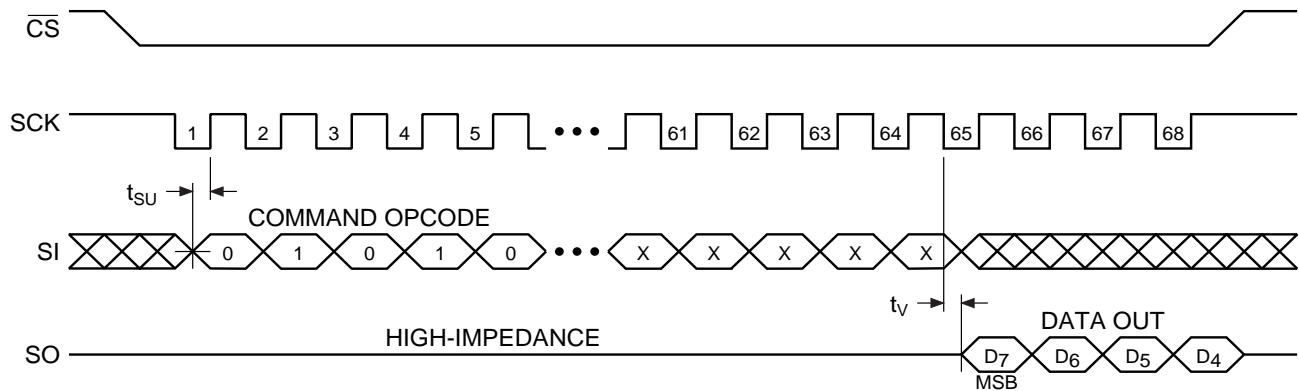 CS
SCK 1 2 3 4 5 ••• 61 62 63 64 65 66 67 68
tSU
COMMAND OPCODE
SI 0 1 0 1 0 ••• X X X X X
tV
HIGH-IMPEDANCE DATA OUT
SO D7 D6 D5 D4
MSB